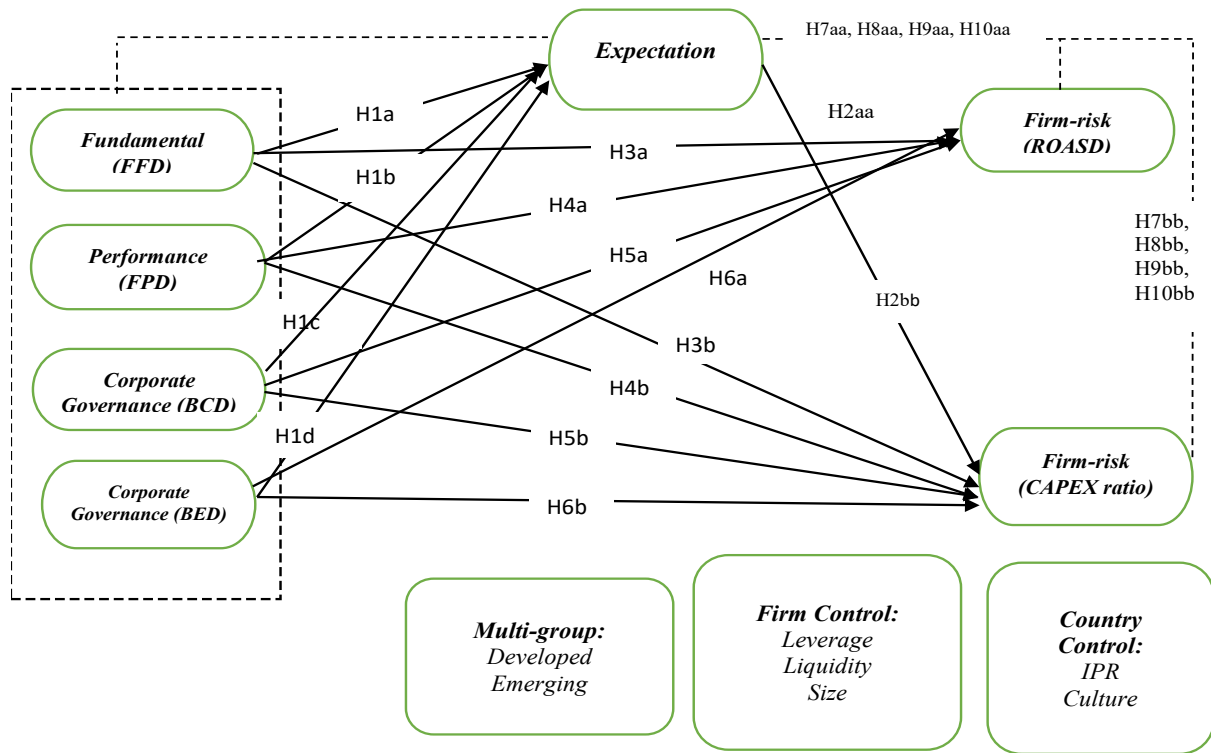 H7aa, H8aa, H9aa, H10aa
Expectation
H1a
H2aa
Fundamental
(FFD)
Firm-risk
(ROASD)
H3a
H1b
H4a
H7bb,
H8bb,
H9bb,
H10bb
Performance
(FPD)
H5a
H6a
H2bb
H1c
H3b
Corporate
Governance (BCD)
H4b
H1d
H5b
Firm-risk
(CAPEX ratio)
Corporate
Governance (BED)
H6b
Multi-group:
Developed
Emerging
Firm Control:
Leverage
Liquidity
Size
Country
Control:
IPR
Culture